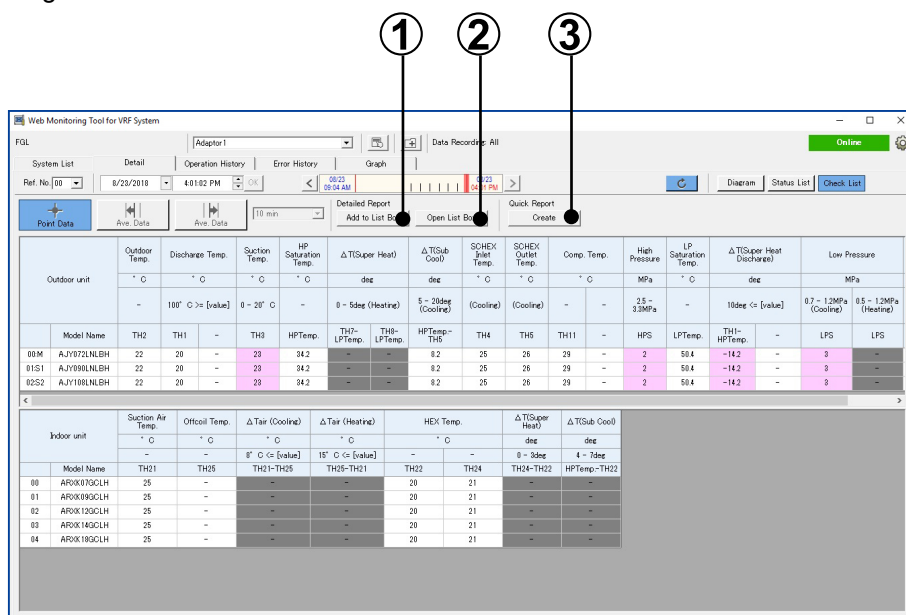 1 2 3
Web Monitoring Tool for VRF System
FGL Adaptor1 Data Recording: All Online
System List Detail Operation History Error History Graph
Ref. No. 00 8/23/2018 4:01:02 PM OK < 08/23 09:04 AM 08/23 04:01 PM > Diagram Status List Check List
Point Data Ave. Data Ave. Data 10 min Detailed Report Add to List Box Open List Box Quick Report Create
Outdoor unit Outdoor Temp. Discharge Temp. Suction Temp. HP Saturation Temp. △T(Super Heat) △T(Sub Cool) SCHEX Inlet Temp. SCHEX Outlet Temp. Comp. Temp. High Pressure LP Saturation Temp. △T(Super Heat Discharge) Low Pressure
° C ° C ° C ° C deg deg ° C ° C ° C MPa ° C deg MPa
- 100° C >= [value] 0 - 20° C - 0 - 5deg (Heating) 5 - 20deg (Cooling) (Cooling) (Cooling) - - 2.5 - 3.3MPa - 10deg <= [value] 0.7 - 1.2MPa (Cooling) 0.5 - 1.2MPa (Heating)
Model Name TH2 TH1 - TH3 HPTemp. TH7-LPTemp. TH8-LPTemp. HPTemp.-TH5 TH4 TH5 TH11 - HPS LPTemp. TH1-HPTemp. - LPS LPS
00:M AJY072LNLBH 22 20 - 23 34.2 - - 8.2 25 26 29 - 2 50.4 -14.2 - 3 -
01:S1 AJY090LNLBH 22 20 - 23 34.2 - - 8.2 25 26 29 - 2 50.4 -14.2 - 3 -
02:S2 AJY108LNLBH 22 20 - 23 34.2 - - 8.2 25 26 29 - 2 50.4 -14.2 - 3 -
Indoor unit Suction Air Temp. Offcoil Temp. △Tair (Cooling) △Tair (Heating) HEX Temp. △T(Super Heat) △T(Sub Cool)
° C ° C deg deg
- - 8° C <= [value] 15° C <= [value] - - 0 - 3deg 4 - 7deg
Model Name TH21 TH25 TH21-TH25 TH25-TH21 TH22 TH24 TH24-TH22 HPTemp.-TH22
00 ARXK07GCLH 25 - - - 20 21 - -
01 ARXK09GCLH 25 - - - 20 21 - -
02 ARXK12GCLH 25 - - - 20 21 - -
03 ARXK14GCLH 25 - - - 20 21 - -
04 ARXK18GCLH 25 - - - 20 21 - -